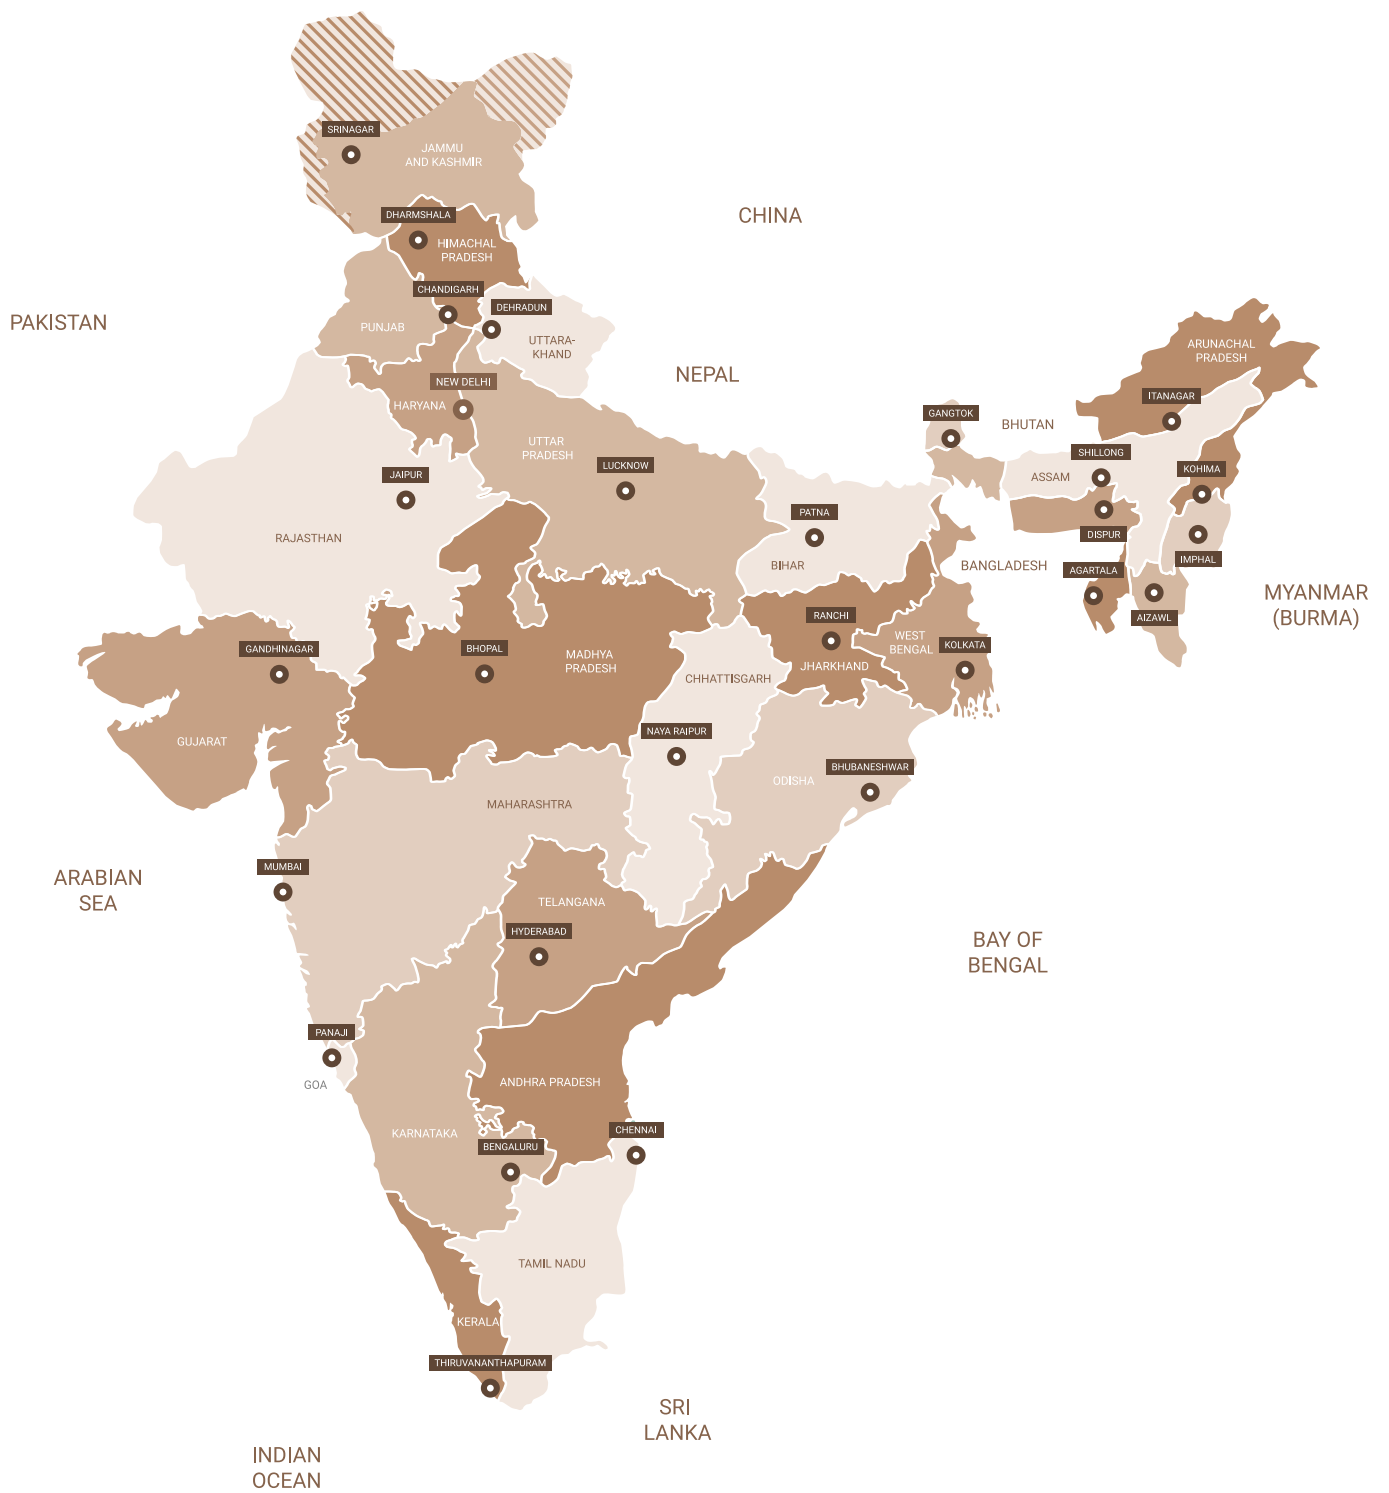 SRINAGAR
JAMMU
AND KASHMIR
DHARMSHALA
CHINA
HIMACHAL
PRADESH
CHANDIGARH
DEHRADUN
PAKISTAN
PUNJAB
UTTARA-
KHAND
ARUNACHAL
PRADESH
NEPAL
NEW DELHI
HARYANA
ITANAGAR
GANGTOK
BHUTAN
UTTAR
PRADESH
SHILLONG
LUCKNOW
KOHIMA
JAIPUR
ASSAM
PATNA
DISPUR
RAJASTHAN
IMPHAL
BIHAR
BANGLADESH
AGARTALA
MYANMAR
(BURMA)
RANCHI
AIZAWL
WEST
BENGAL
KOLKATA
GANDHINAGAR
BHOPAL
MADHYA
PRADESH
JHARKHAND
CHHATTISGARH
NAYA RAIPUR
GUJARAT
BHUBANESHWAR
ODISHA
MAHARASHTRA
MUMBAI
ARABIAN
SEA
TELANGANA
HYDERABAD
BAY OF
BENGAL
PANAJI
GOA
ANDHRA PRADESH
CHENNAI
KARNATAKA
BENGALURU
TAMIL NADU
KERALA
THIRUVANANTHAPURAM
SRI
LANKA
INDIAN
OCEAN